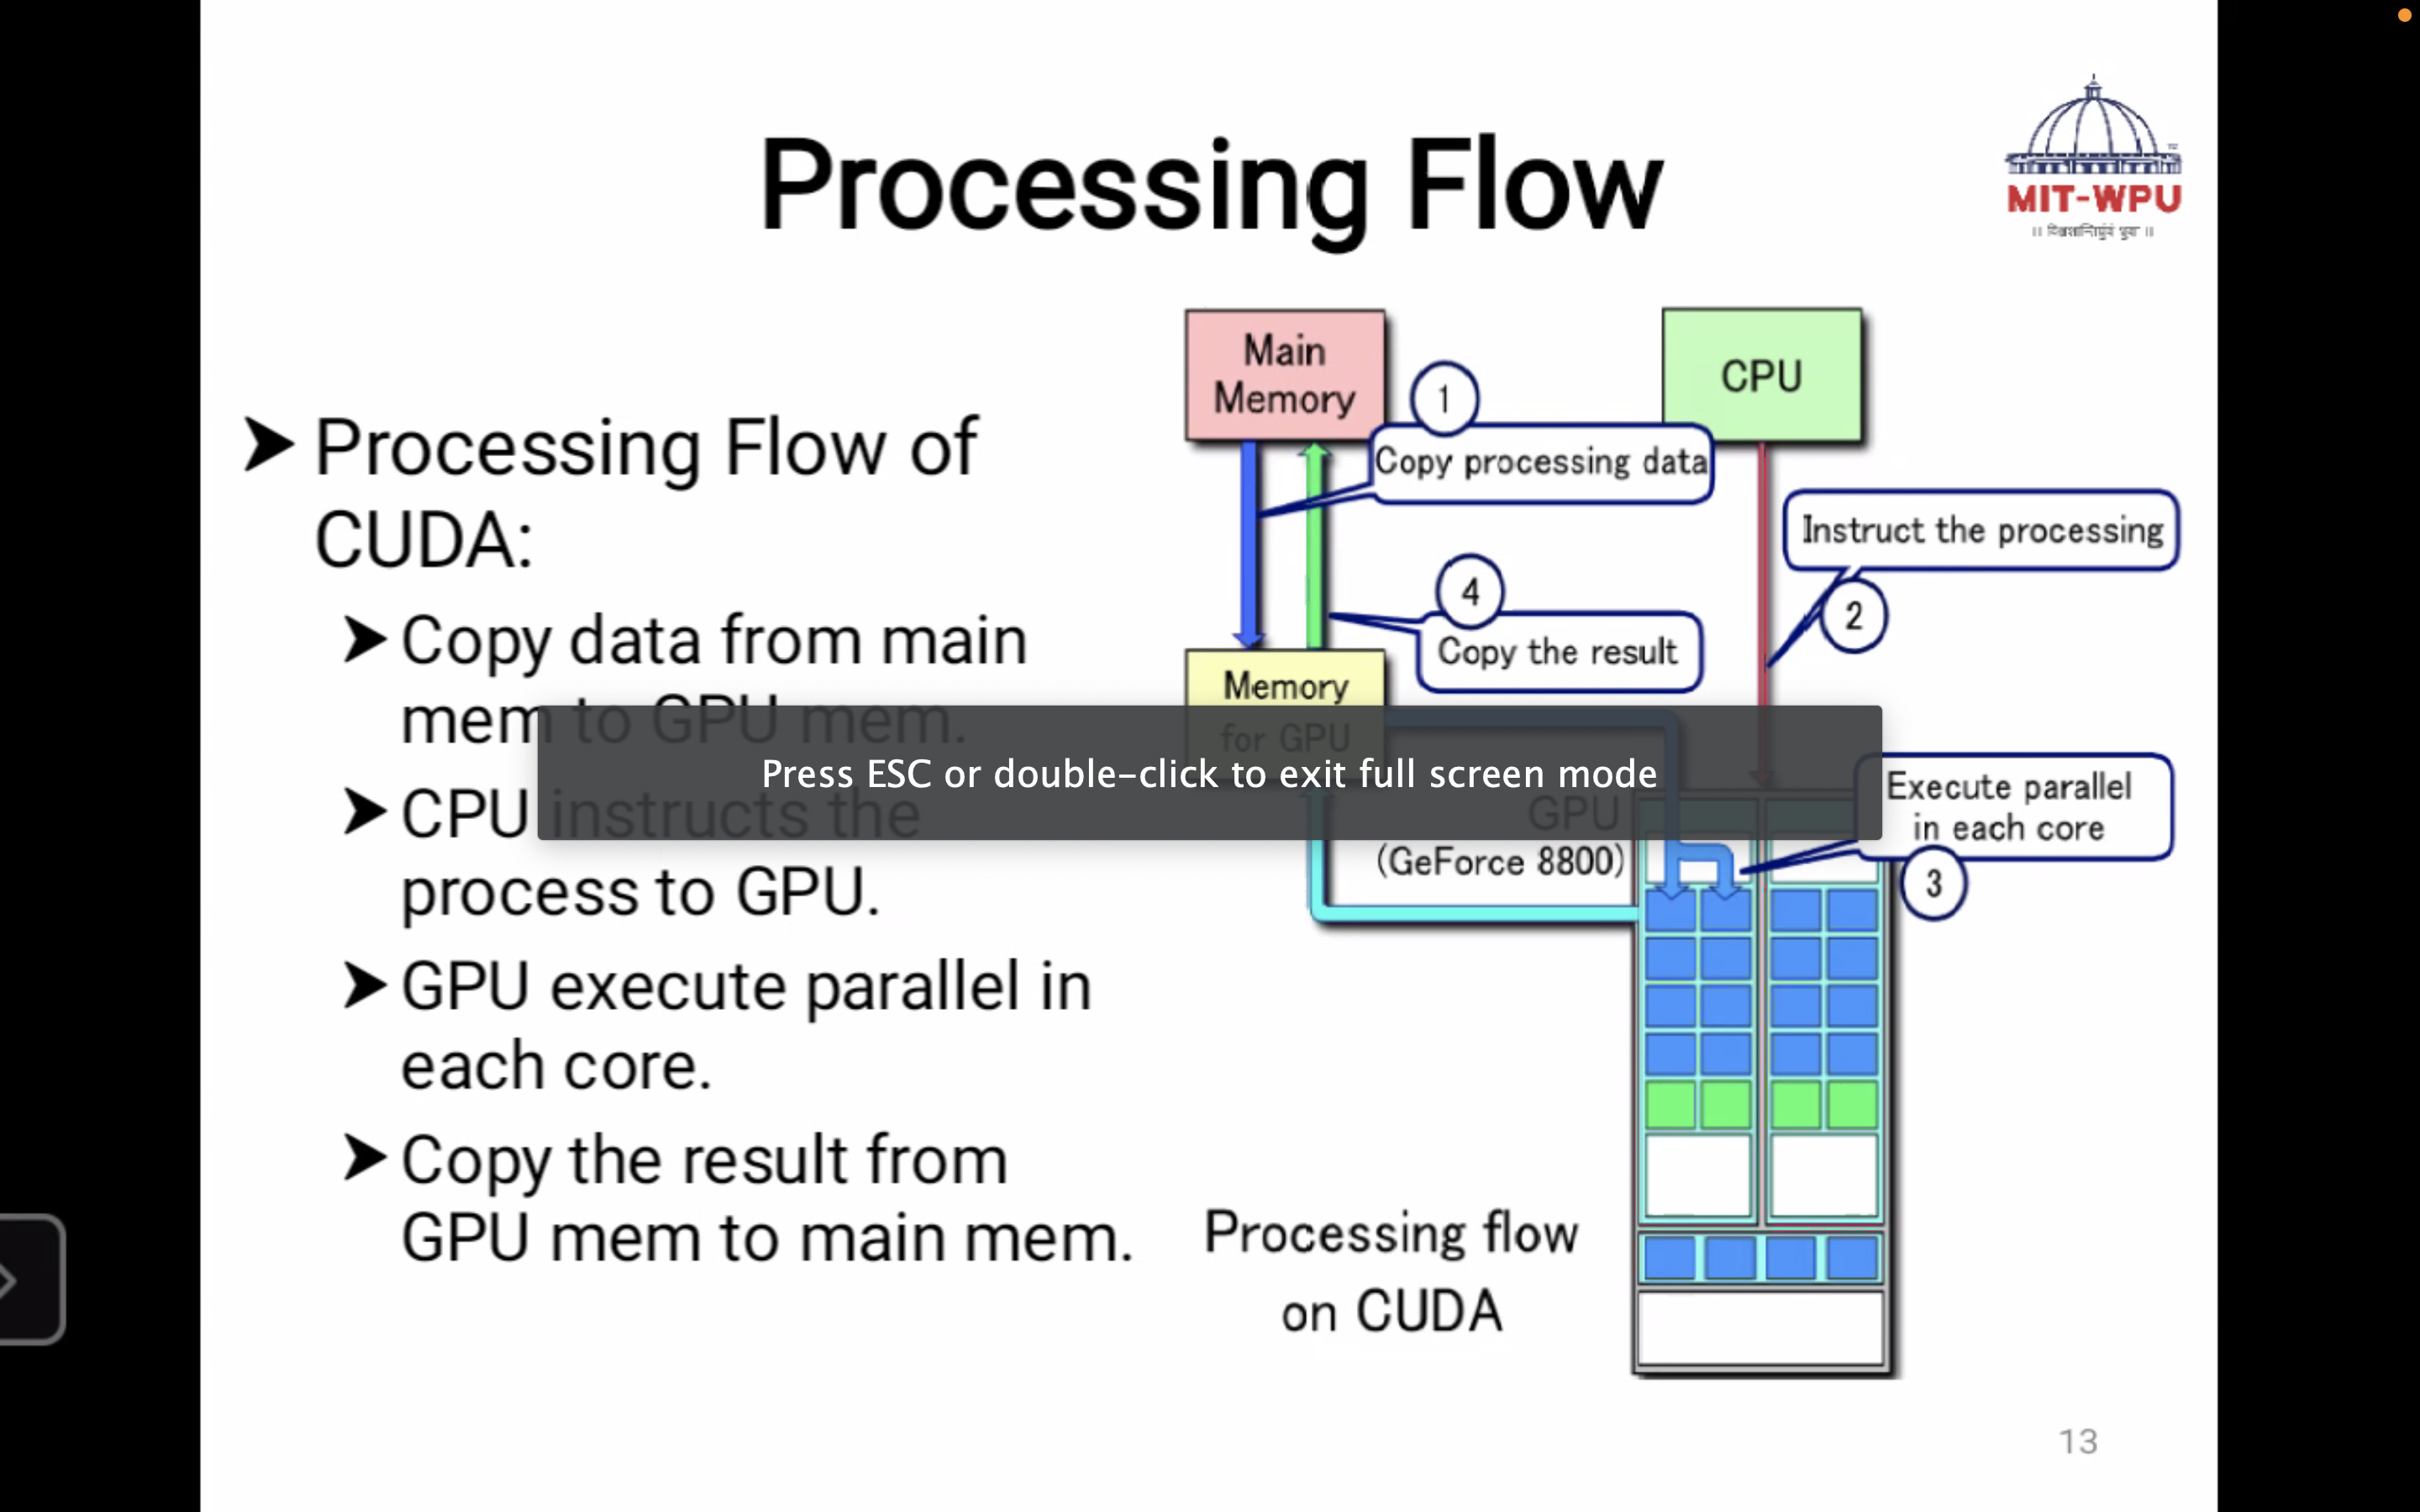 Processing Flow
MIT-WPU
➤ Processing Flow of
CUDA:
➤ Copy data from main
mem to GPU mem.
➤ CPU instructs the
process to GPU.
➤ GPU execute parallel in
each core.
➤ Copy the result from
GPU mem to main mem.
Main
Memory
CPU
1
Copy processing data
Instruct the processing
2
4
Copy the result
Memory
for GPU
Press ESC or double-click to exit full screen mode
GPU
(GeForce 8800)
Execute parallel
in each core
3
Processing flow
on CUDA
13